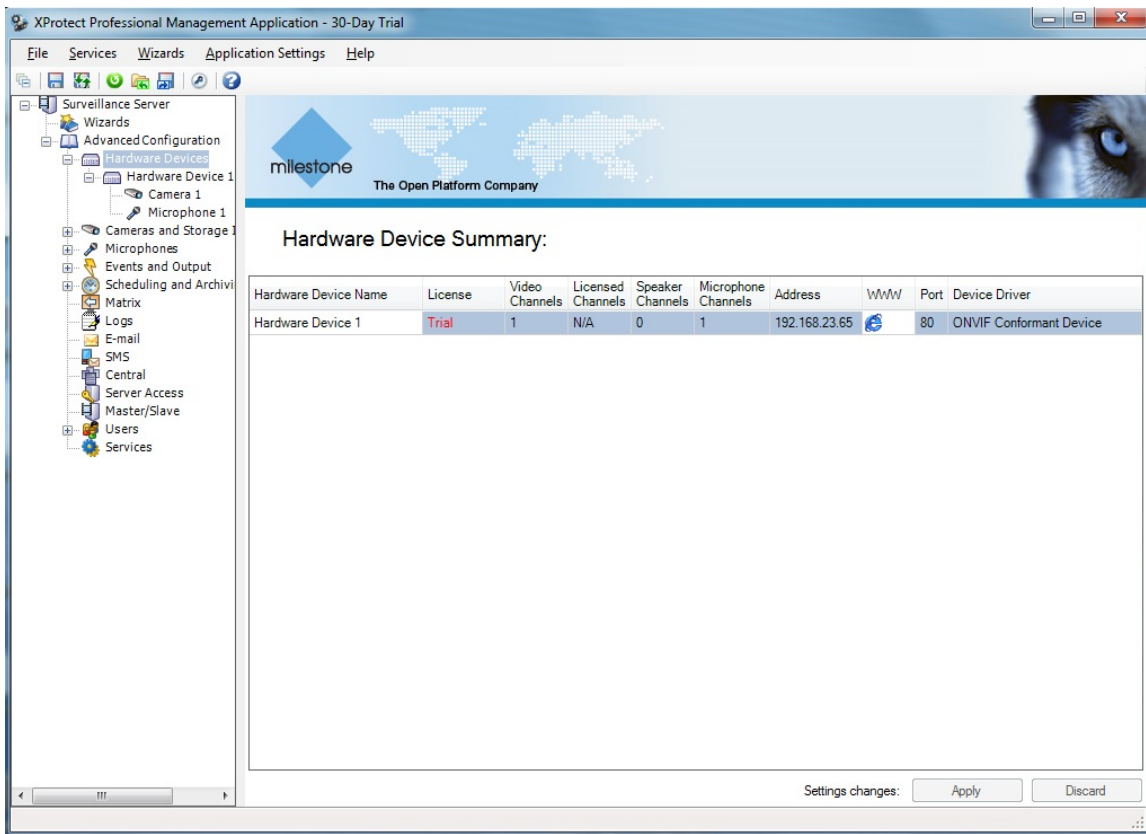 XProtect Professional Management Application - 30-Day Trial
File Services Wizards Application Settings Help
Surveillance Server
Wizards
Advanced Configuration
Hardware Devices
Hardware Device 1
Camera 1
Microphone 1
Cameras and Storage I
Microphones
Events and Output
Scheduling and Archivi
Matrix
Logs
E-mail
SMS
Central
Server Access
Master/Slave
Users
Services
milestone
The Open Platform Company
Hardware Device Summary:
Hardware Device Name License Video Channels Licensed Channels Speaker Channels Microphone Channels Address WWW Port Device Driver
Hardware Device 1 Trial 1 N/A 0 1 192.168.23.65 80 ONVIF Conformant Device
Settings changes: Apply Discard